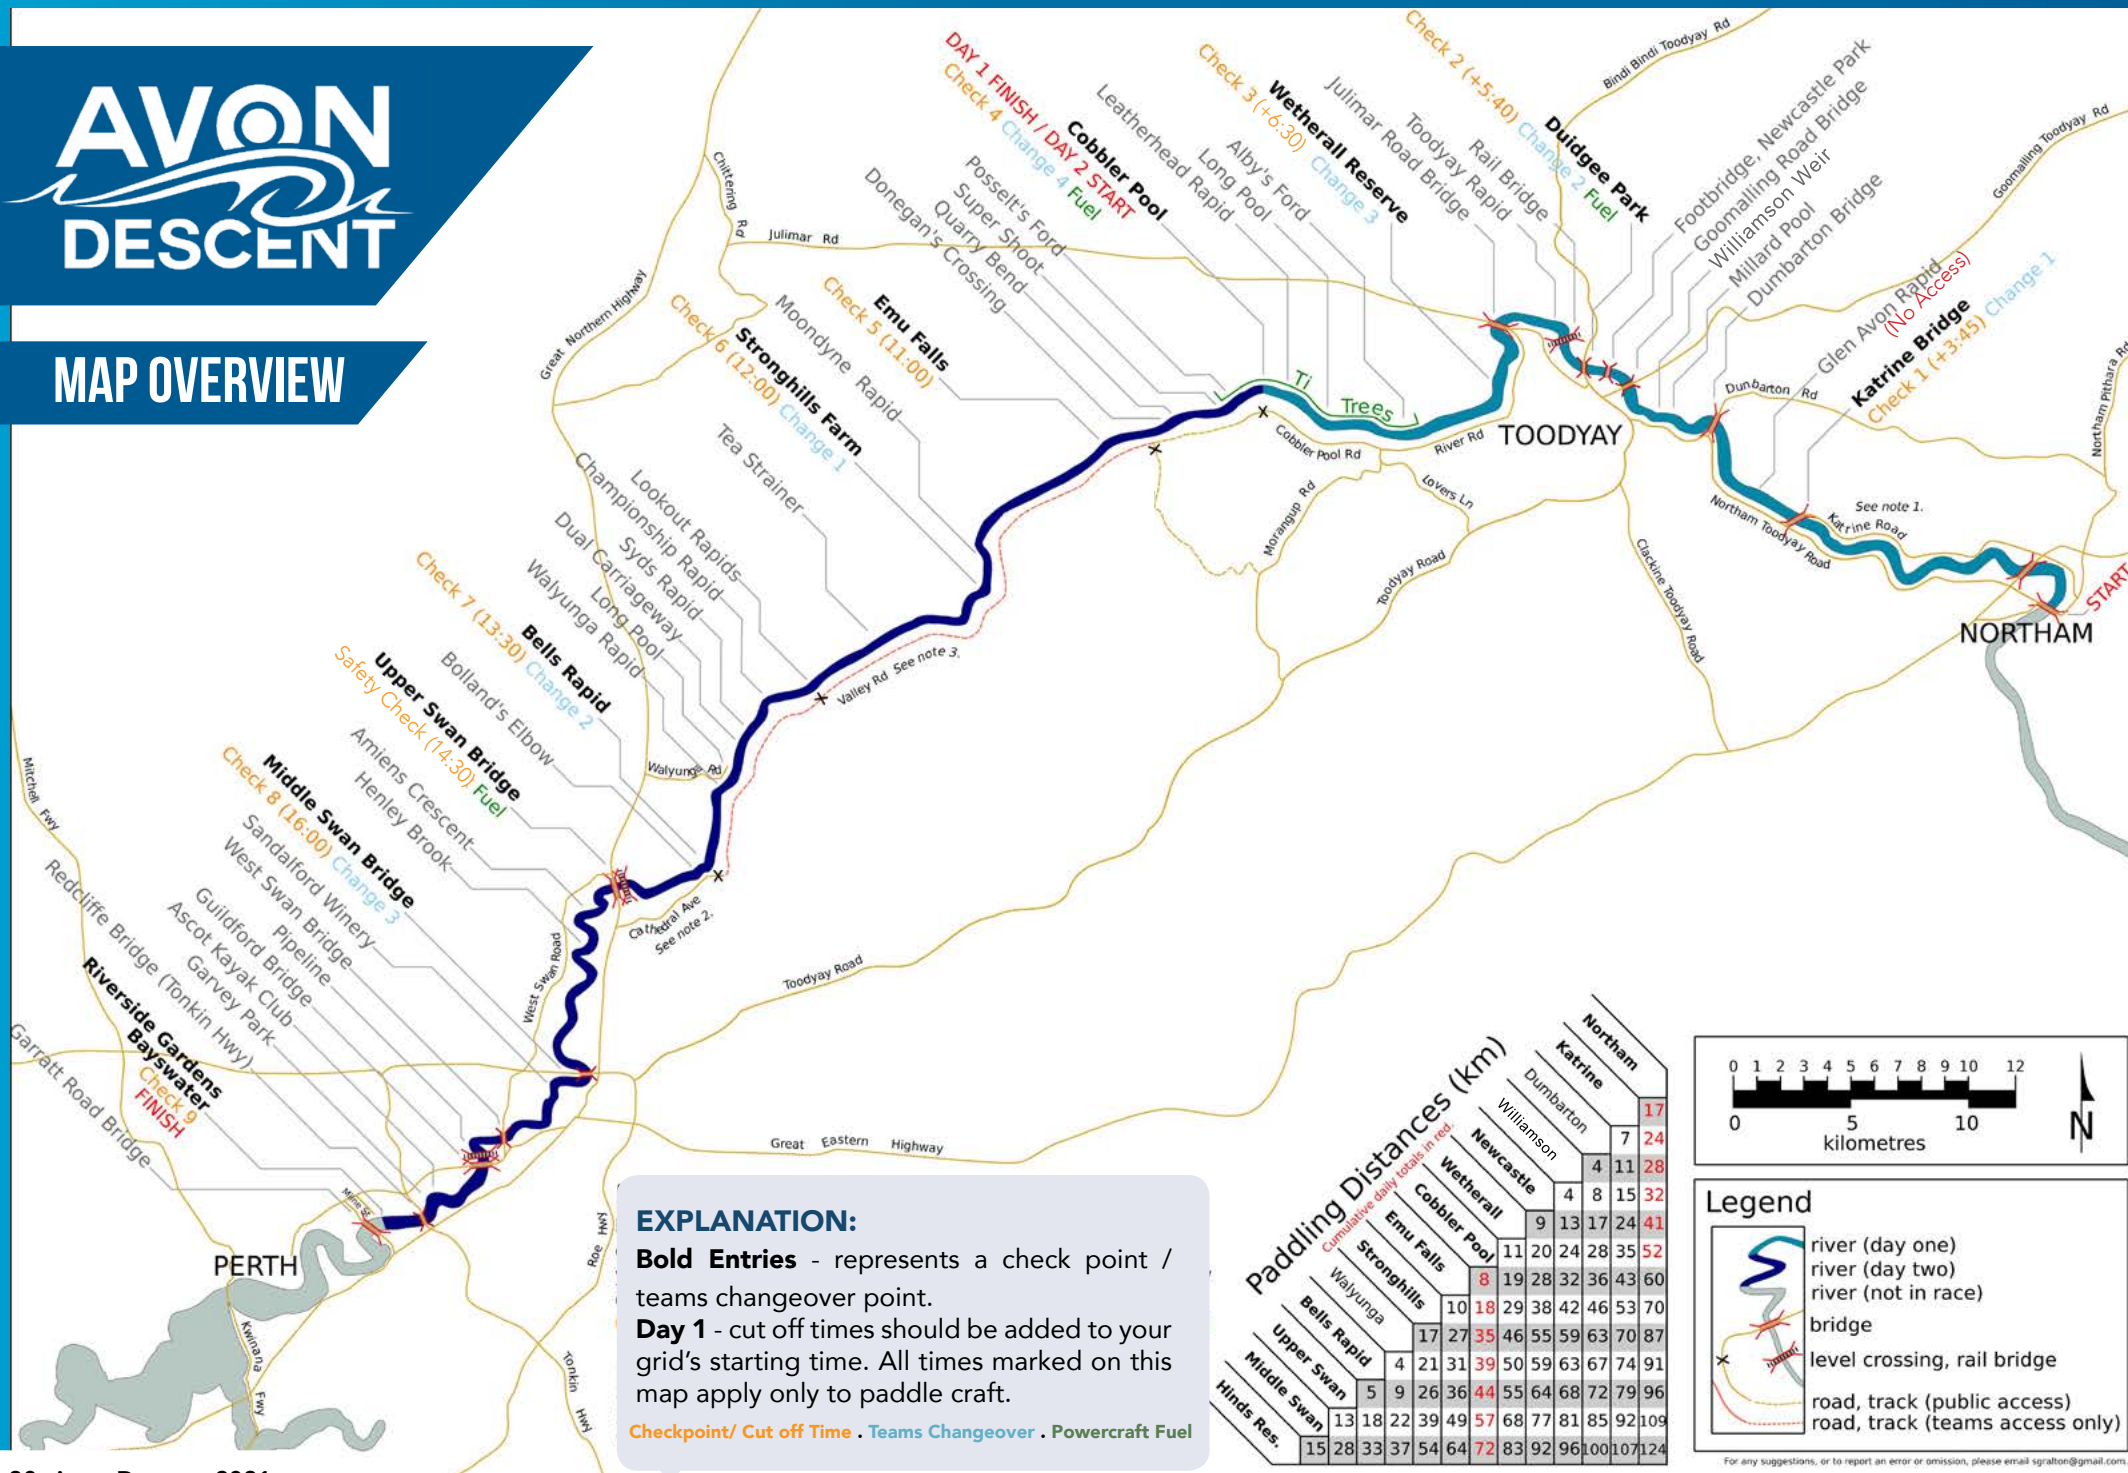 AVON
DESCENT
MAP OVERVIEW
DAY 1 FINISH / DAY 2 START
Check 4 Change 4 Fuel
Cobbler Pool
Leatherhead Rapid
Long Pool
Alby's Ford
Check 3 (+6:30) Change 3
Wetherall Reserve
Julimar Road Bridge
Toodyay Rapid
Rail Bridge
Check 2 (+5:40) Change 2 Fuel
Duidgee Park
Footbridge, Newcastle Park
Goomalling Road Bridge
Williamson Weir
Millard Pool
Dumbarton Bridge
Glen Avon Rapid
(No Access)
Katrine Bridge
Check 1 (+3:45) Change 1
Bindi Bindi Toodyay Rd
Goomalling Toodyay Rd
Northam Pithara Rd
Chittering Rd
Julimar Rd
Great Northern Highway
Posselt's Ford
Super Shoot
Quarry Bend
Donegan's Crossing
Emu Falls
Check 5 (11:00)
Moondyne Rapid
Stronghills Farm
Check 6 (12:00) Change 1
Tea Strainer
Lookout Rapids
Championship Rapid
Syds Rapid
Dual Carriageway
Long Pool
Walyunga Rapid
Bells Rapid
Check 7 (13:30) Change 2
Bolland's Elbow
Upper Swan Bridge
Safety Check (14:30) Fuel
Amiens Crescent
Henley Brook
Middle Swan Bridge
Check 8 (16:00) Change 3
Sandalford Winery
West Swan Bridge
Pipeline
Guildford Bridge
Ascot Kayak Club
Garvey Park
Redcliffe Bridge (Tonkin Hwy)
Riverside Gardens
Bayswater
Check 9
FINISH
Garratt Road Bridge
Ti
Trees
Cobbler Pool Rd
River Rd
TOODYAY
Dunbarton Rd
Lovers Ln
Morangup Rd
Toodyay Road
Clackine Toodyay Road
Northam Toodyay Road
Katrine Road
See note 1.
START
NORTHAM
Valley Rd See note 3.
Walyunga Rd
Cathedral Ave
See note 2.
West Swan Road
Toodyay Road
Great Eastern Highway
Mitchell Fwy
Milne St
PERTH
Kwinana Fwy
Roe Hwy
Tonkin Hwy
EXPLANATION:
Bold Entries - represents a check point /
teams changeover point.
Day 1 - cut off times should be added to your
grid's starting time. All times marked on this
map apply only to paddle craft.
Checkpoint/ Cut off Time . Teams Changeover . Powercraft Fuel
Paddling Distances (km)
Cumulative daily totals in red.
Northam
Katrine 17
Dumbarton 7 24
Williamson 4 11 28
Newcastle 4 8 15 32
Wetherall 9 13 17 24 41
Cobbler Pool 11 20 24 28 35 52
Emu Falls 8 19 28 32 36 43 60
Stronghills 10 18 29 38 42 46 53 70
Walyunga 17 27 35 46 55 59 63 70 87
Bells Rapid 4 21 31 39 50 59 63 67 74 91
Upper Swan 5 9 26 36 44 55 64 68 72 79 96
Middle Swan 13 18 22 39 49 57 68 77 81 85 92 109
Hinds Res. 15 28 33 37 54 64 72 83 92 96 100 107 124
0 1 2 3 4 5 6 7 8 9 10 12
0 5 10
kilometres
N
Legend
river (day one)
river (day two)
river (not in race)
bridge
level crossing, rail bridge
road, track (public access)
road, track (teams access only)
For any suggestions, or to report an error or omission, please email sgralton@gmail.com